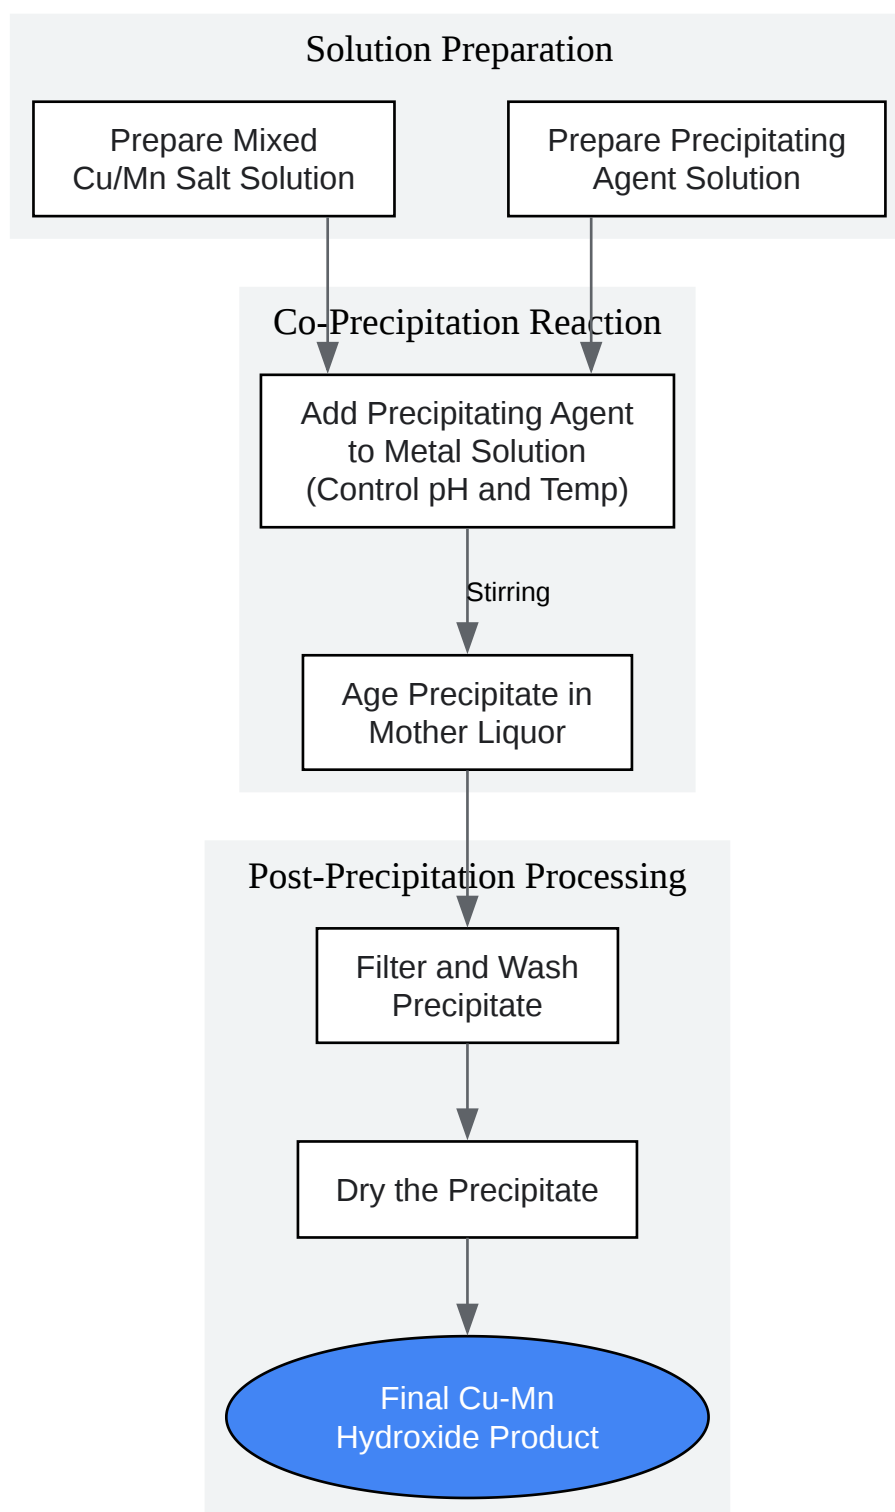 Solution Preparation
Prepare Mixed
Cu/Mn Salt Solution
Prepare Precipitating
Agent Solution
Co-Precipitation Reaction
Add Precipitating Agent
to Metal Solution
(Control pH and Temp)
Stirring
Age Precipitate in
Mother Liquor
Post-Precipitation Processing
Filter and Wash
Precipitate
Dry the Precipitate
Final Cu-Mn
Hydroxide Product